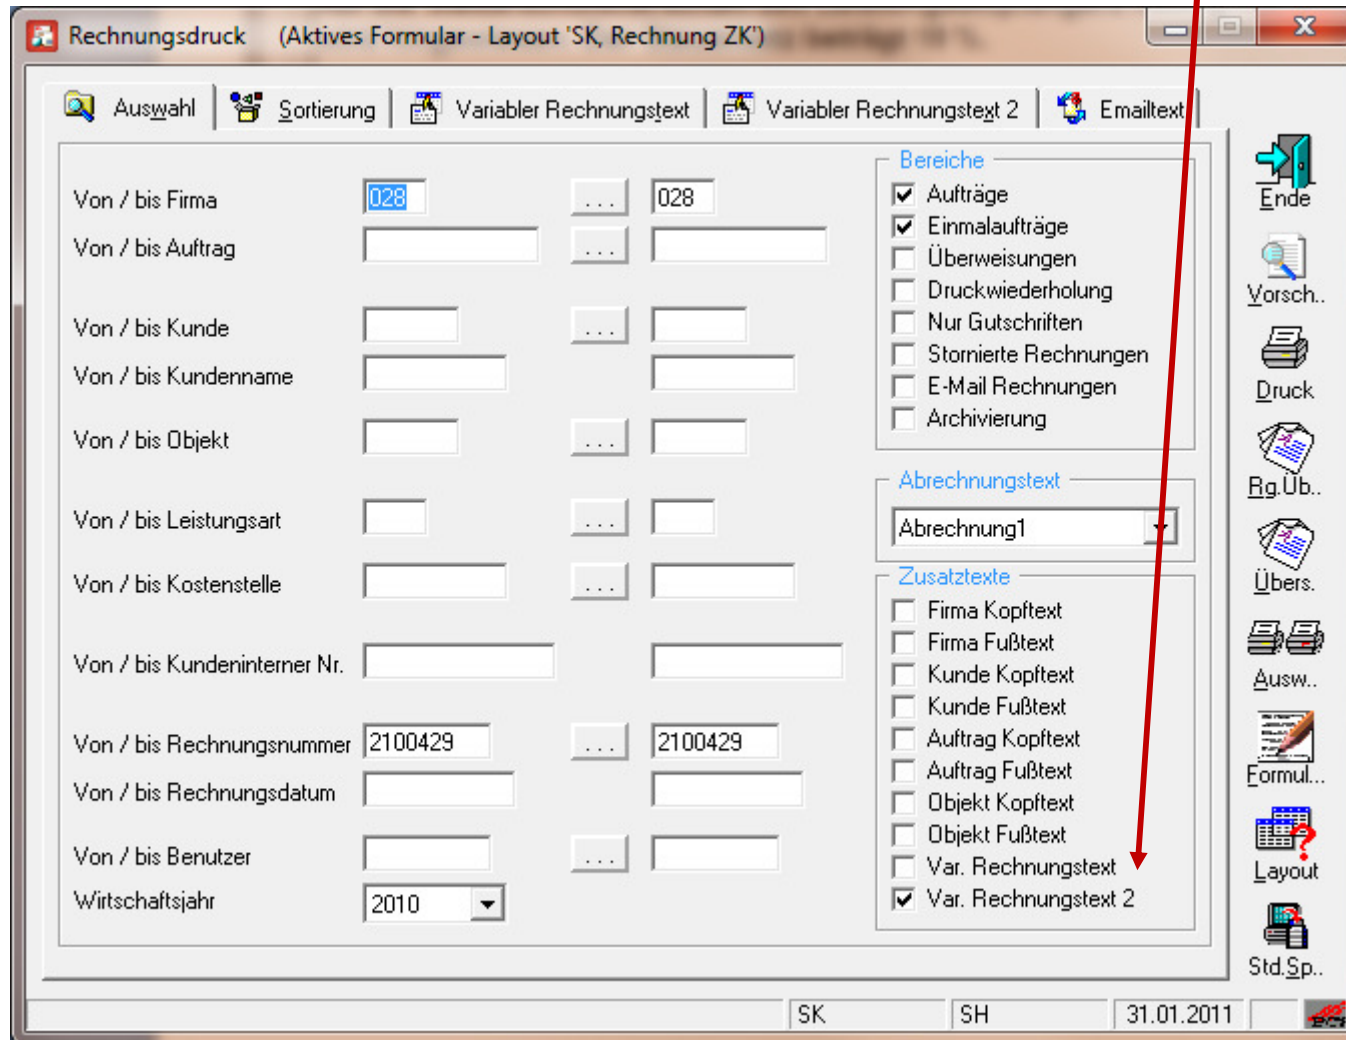 Rechnungsdruck (Aktives Formular - Layout 'SK, Rechnung ZK')
Auswahl Sortierung Variabler Rechnungstext Variabler Rechnungstext 2 Emailtext
Von / bis Firma 028 ... 028
Von / bis Auftrag ...
Von / bis Kunde ...
Von / bis Kundenname
Von / bis Objekt ...
Von / bis Leistungsart ...
Von / bis Kostenstelle ...
Von / bis Kundeninterner Nr.
Von / bis Rechnungsnummer 2100429 ... 2100429
Von / bis Rechnungsdatum
Von / bis Benutzer ...
Wirtschaftsjahr 2010
Bereiche
Aufträge
Einmalaufträge
Überweisungen
Druckwiederholung
Nur Gutschriften
Stornierte Rechnungen
E-Mail Rechnungen
Archivierung
Abrechnungstext
Abrechnung1
Zusatztexte
Firma Kopftext
Firma Fußtext
Kunde Kopftext
Kunde Fußtext
Auftrag Kopftext
Auftrag Fußtext
Objekt Kopftext
Objekt Fußtext
Var. Rechnungstext
Var. Rechnungstext 2
Ende
Vorsch..
Druck
Rg.Üb..
Übers.
Ausw..
Formul...
Layout
Std.Sp..
SK SH 31.01.2011